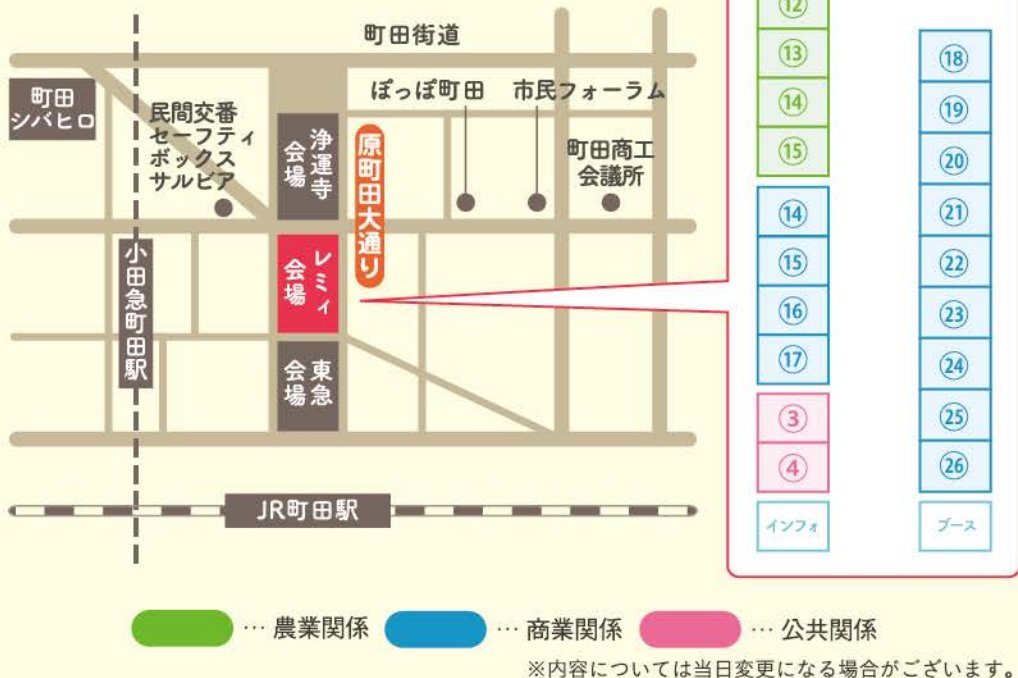 町田街道
町田
シバヒロ
民間交番
セーフティ
ボックス
サルビア
浄運寺
会場
原町田大通り
ぽっぽ町田
市民フォーラム
町田商工
会議所
小田急町田駅
レミィ
会場
東急
会場
JR町田駅
⑫
⑬
⑭
⑮
⑭
⑮
⑯
⑰
③
④
インフォ
⑱
⑲
⑳
㉑
㉒
㉓
㉔
㉕
㉖
ブース
… 農業関係
… 商業関係
… 公共関係
※内容については当日変更になる場合がございます。